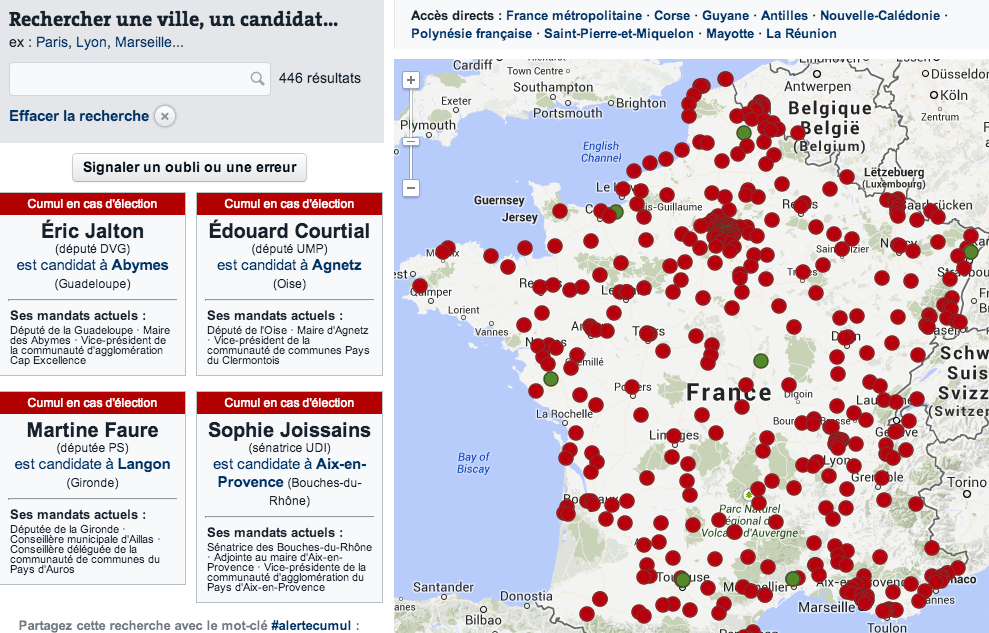 Rechercher une ville, un candidat...
ex : Paris, Lyon, Marseille...
446 résultats
Effacer la recherche
Signaler un oubli ou une erreur
Cumul en cas d'élection
Éric Jalton
(député DVG)
est candidat à Abymes
(Guadeloupe)
Ses mandats actuels :
Député de la Guadeloupe · Maire
des Abymes · Vice-président de
la communauté d'agglomération
Cap Excellence
Cumul en cas d'élection
Édouard Courtial
(député UMP)
est candidat à Agnetz
(Oise)
Ses mandats actuels :
Député de l'Oise · Maire d'Agnetz
· Vice-président de la
communauté de communes Pays
du Clermontois
Cumul en cas d'élection
Martine Faure
(députée PS)
est candidate à Langon
(Gironde)
Ses mandats actuels :
Députée de la Gironde ·
Conseillère municipale d'Aillas ·
Conseillère déléguée de la
communauté de communes du
Pays d'Auros
Cumul en cas d'élection
Sophie Joissains
(sénatrice UDI)
est candidate à Aix-en-
Provence (Bouches-du-
Rhône)
Ses mandats actuels :
Sénatrice des Bouches-du-Rhône
· Adjointe au maire d'Aix-en-
Provence · Vice-présidente de la
communauté d'agglomération du
Pays d'Aix-en-Provence
Partagez cette recherche avec le mot-clé #alertecumul :
Accès directs : France métropolitaine · Corse · Guyane · Antilles · Nouvelle-Calédonie ·
Polynésie française · Saint-Pierre-et-Miquelon · Mayotte · La Réunion
Cardiff
Town Centre
Southampton
Exeter
Portsmouth
Brighton
Plymouth
English
Channel
Guernsey
Jersey
Antwerpen
Düsseldor
Köln
Zentrum
Belgique
België
(Belgium)
Lëtzebuerg
(Luxembourg)
Lorient
Vannes
La Rochelle
Bay of
Biscay
France
Digoin
Lyon
Schw
Suis
Svizz
(Switzer
Torino
Parc Naturel
Marseille
Toulon
Santander
Donostia
Bilbao